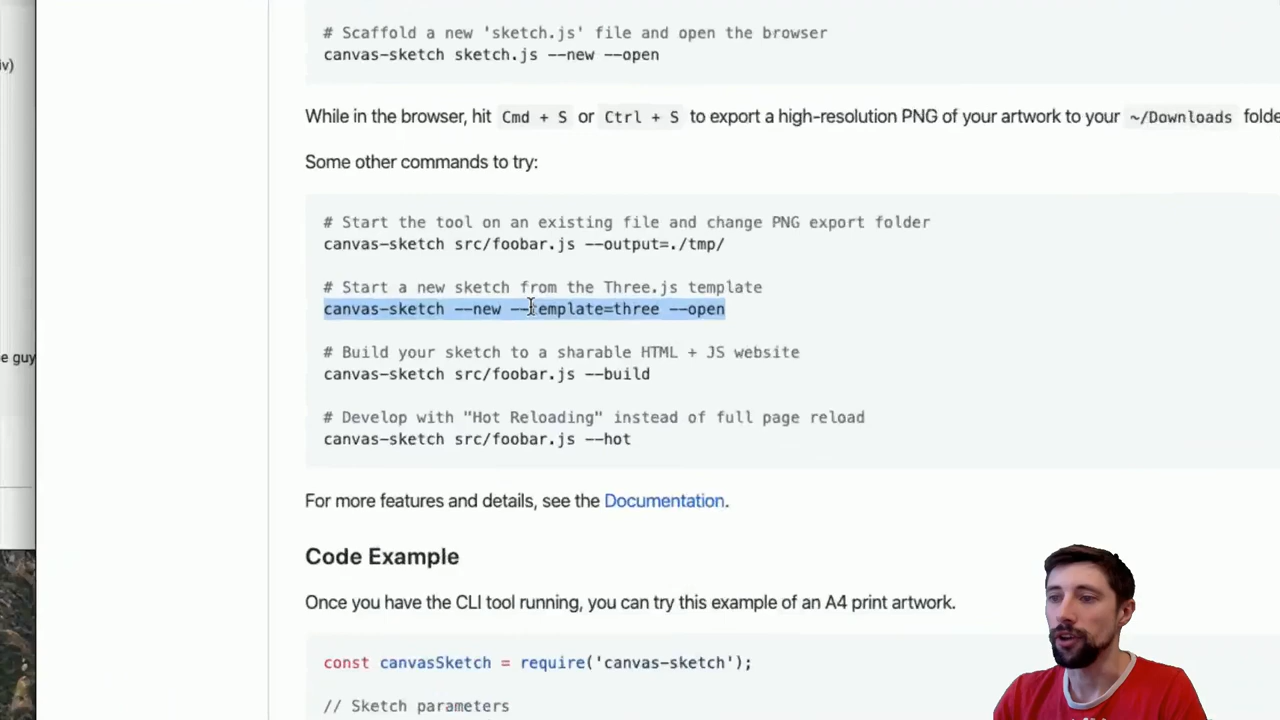 # Scaffold a new 'sketch.js' file and open the browser
iv)
canvas-sketch sketch.js --new --open
While in the browser, hit Cmd + S or Ctrl + S to export a high-resolution PNG of your artwork to your ~/Downloads folde
Some other commands to try:
# Start the tool on an existing file and change PNG export folder
canvas-sketch src/foobar.js --output=./tmp/
# Start a new sketch from the Three.js template
canvas-sketch --new --template=three --open
e guy
# Build your sketch to a sharable HTML + JS website
canvas-sketch src/foobar.js --build
# Develop with "Hot Reloading" instead of full page reload
canvas-sketch src/foobar.js --hot
For more features and details, see the Documentation.
Code Example
Once you have the CLI tool running, you can try this example of an A4 print artwork.
const canvasSketch = require('canvas-sketch');
// Sketch parameters